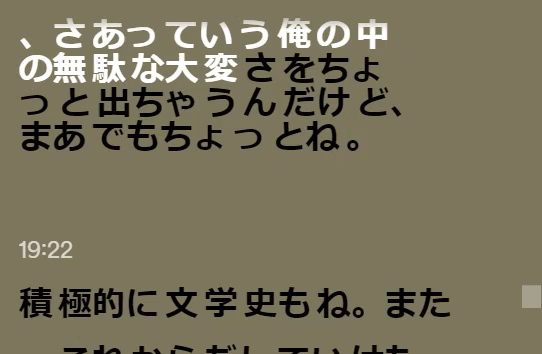 、さあっていう俺の中
の無駄な大変さをちょ
っと出ちゃうんだけど、
まあでもちょっとね。
19:22
積極的に文学史もね。また